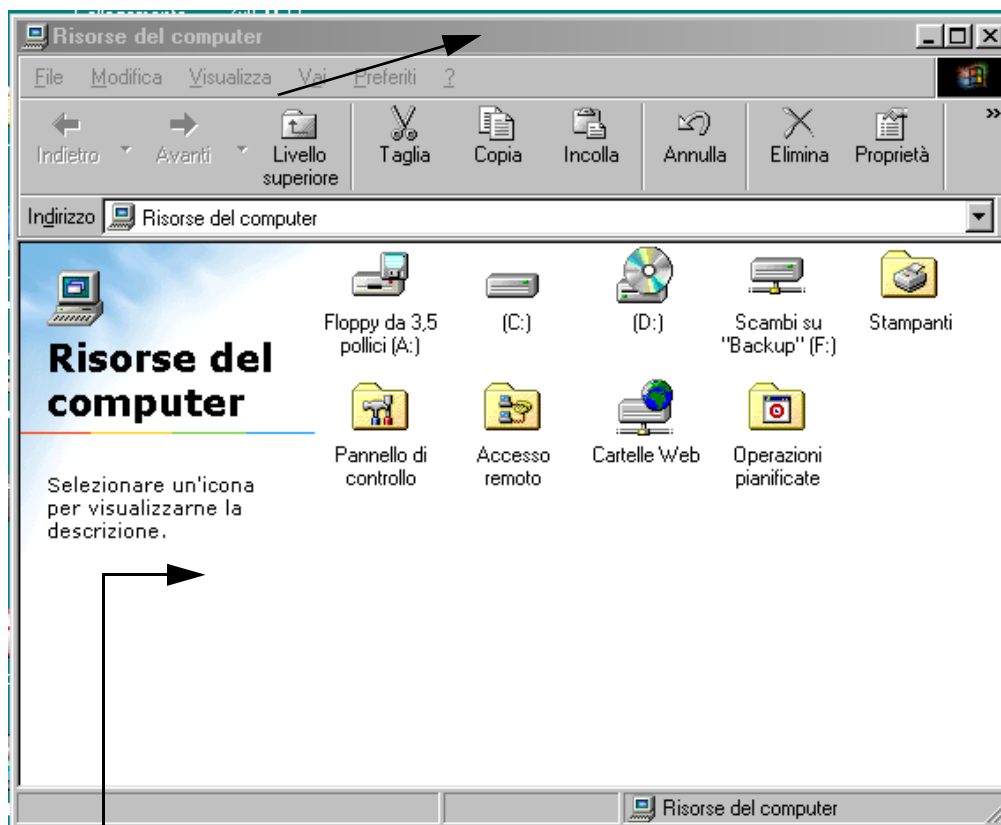 Risorse del computer
File Modifica Visualizza Vai Preferiti ?
Indietro Avanti Livello superiore Taglia Copia Incolla Annulla Elimina Proprietà »
Indirizzo Risorse del computer
Risorse del
computer
Selezionare un'icona
per visualizzarne la
descrizione.
Floppy da 3,5
pollici (A:)
(C:)
(D:)
Scambi su
"Backup" (F:)
Stampanti
Pannello di
controllo
Accesso
remoto
Cartelle Web
Operazioni
pianificate
Risorse del computer